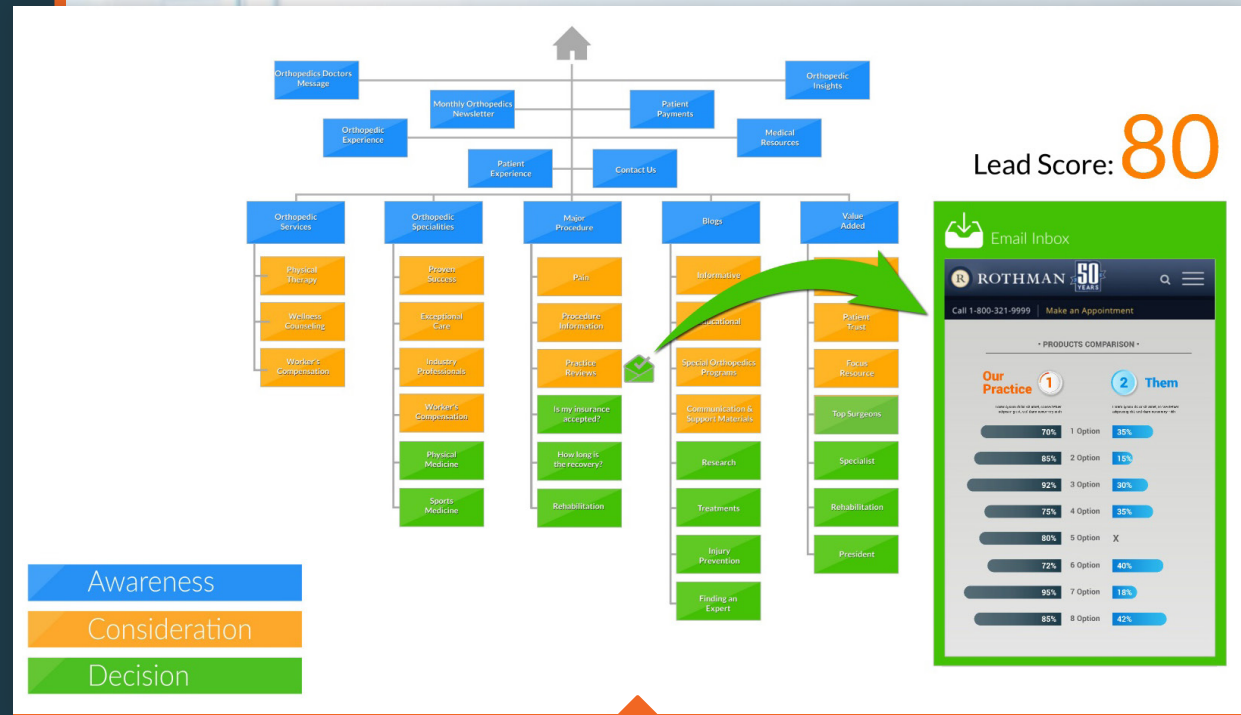 Orthopedics Doctors
Message
Orthopedic
Insights
Monthly Orthopedics
Newsletter
Patient
Payments
Orthopedic
Experience
Medical
Resources
Patient
Experience
Contact Us
Lead Score: 80
Orthopedic
Services
Physical
Therapy
Wellness
Counseling
Worker's
Compensation
Orthopedic
Specialities
Proven
Success
Exceptional
Care
Industry
Professionals
Worker's
Compensation
Physical
Medicine
Sports
Medicine
Major
Procedure
Pain
Procedure
Information
Practice
Reviews
Is my insurance
accepted?
How long is
the recovery?
Rehabilitation
Blogs
Informative
Special Orthopedics
Programs
Communication &
Support Materials
Research
Treatments
Injury
Prevention
Finding an
Expert
Value
Added
Patient
Trust
Focus
Resource
Top Surgeons
Specialist
Rehabilitation
President
Email Inbox
R ROTHMAN 50
YEARS
Call 1-800-321-9999 | Make an Appointment
• PRODUCTS COMPARISON •
Our
Practice 1
2 Them
70% 1 Option 35%
85% 2 Option 15%
92% 3 Option 30%
75% 4 Option 35%
80% 5 Option X
72% 6 Option 40%
95% 7 Option 18%
85% 8 Option 42%
Awareness
Consideration
Decision